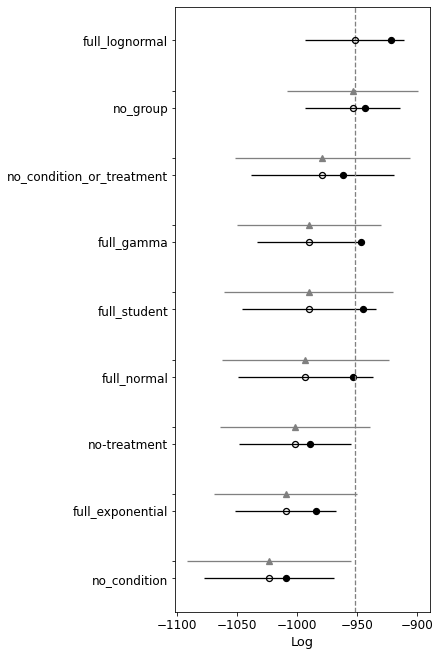 full_lognormal
no_group
no_condition_or_treatment
full_gamma
full_student
full_normal
no-treatment
full_exponential
no_condition
−1100 −1050 −1000 −950 −900
Log